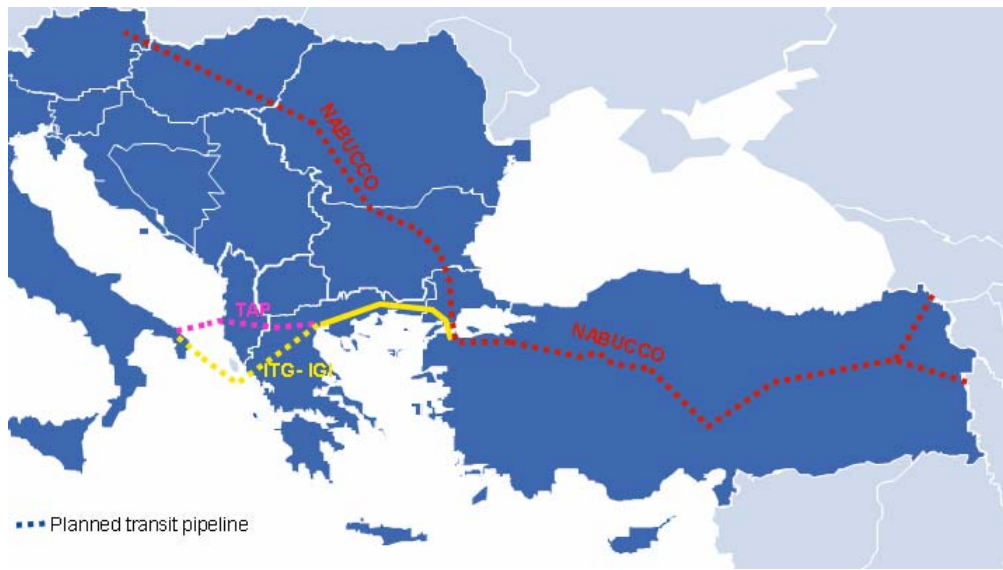 NABUCCO
TAP
ITG- IGI
NABUCCO
Planned transit pipeline